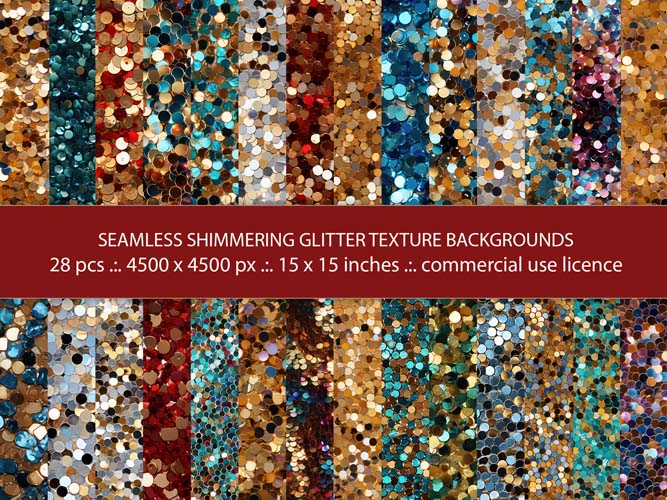 SEAMLESS SHIMMERING GLITTER TEXTURE BACKGROUNDS
28 pcs .:. 4500 x 4500 px .:. 15 x 15 inches .:. commercial use licence